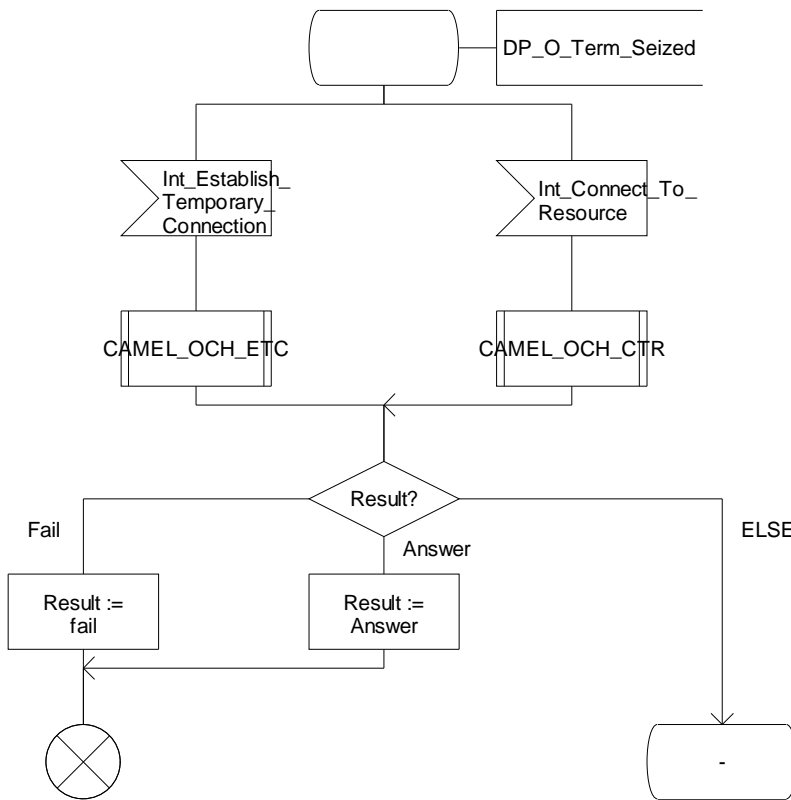 DP_O_Term_Seized
Int_Establish_
Temporary_
Connection
Int_Connect_To_
Resource
CAMEL_OCH_ETC
CAMEL_OCH_CTR
Result?
Fail
Answer
ELSE
Result :=
fail
Result :=
Answer
-